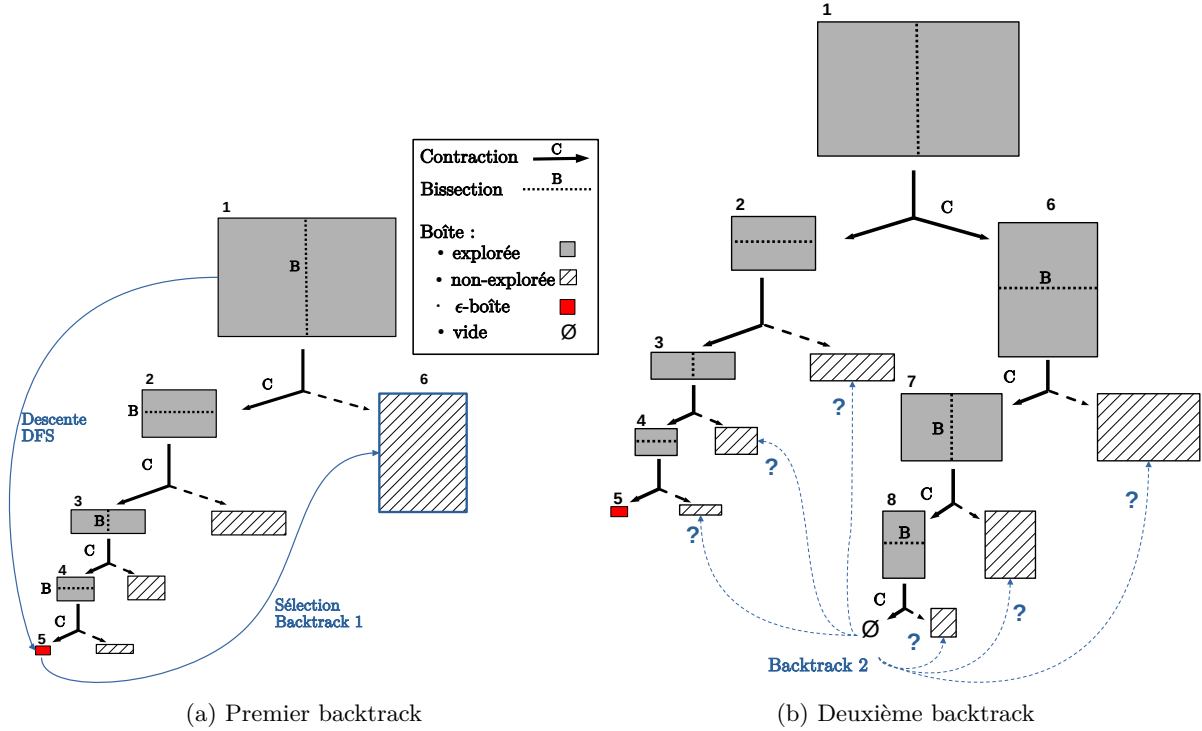 1
B
2
B
C
6
Descente
DFS
C
3
B
C
4
B
C
5
Sélection
Backtrack 1
Contraction C
Bissection B
Boîte :
• explorée
• non-explorée
· ϵ-boîte
• vide Ø
(a) Premier backtrack
1
C
2
6
B
3
C
7
?
B
4
?
C
?
5
8
?
B
C
?
Ø
?
Backtrack 2
(b) Deuxième backtrack